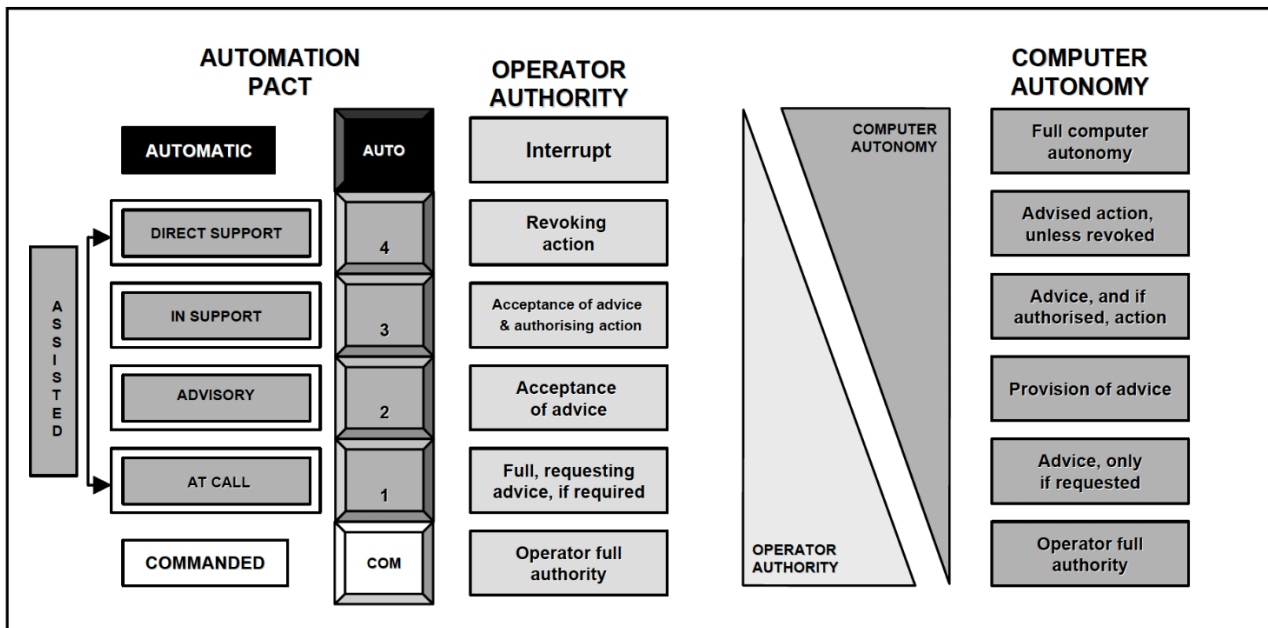 AUTOMATION
PACT
OPERATOR
AUTHORITY
COMPUTER
AUTONOMY
AUTOMATIC
AUTO
Interrupt
COMPUTER
AUTONOMY
Full computer
autonomy
ASSISTED
DIRECT SUPPORT
4
Revoking
action
Advised action,
unless revoked
IN SUPPORT
3
Acceptance of advice
& authorising action
Advice, and if
authorised, action
ADVISORY
2
Acceptance
of advice
Provision of advice
AT CALL
1
Full, requesting
advice, if required
Advice, only
if requested
COMMANDED
COM
Operator full
authority
OPERATOR
AUTHORITY
Operator full
authority